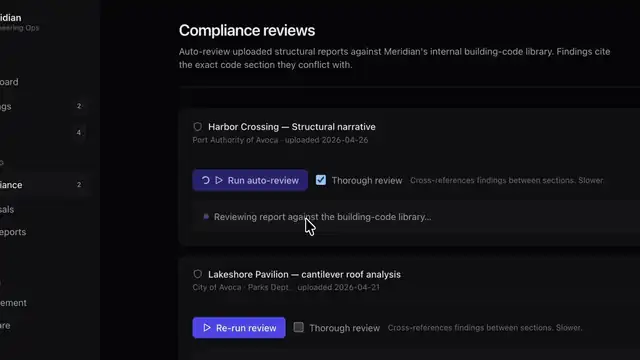 idian
neering Ops
oard
ngs 2
4
iance 2
sals
eports
ement
are
Compliance reviews
Auto-review uploaded structural reports against Meridian's internal building-code library. Findings cite
the exact code section they conflict with.
Harbor Crossing — Structural narrative
Port Authority of Avoca · uploaded 2026-04-26
Run auto-review
Thorough review Cross-references findings between sections. Slower.
Reviewing report against the building-code library...
Lakeshore Pavilion — cantilever roof analysis
City of Avoca · Parks Dept. · uploaded 2026-04-21
Re-run review
Thorough review Cross-references findings between sections. Slower.